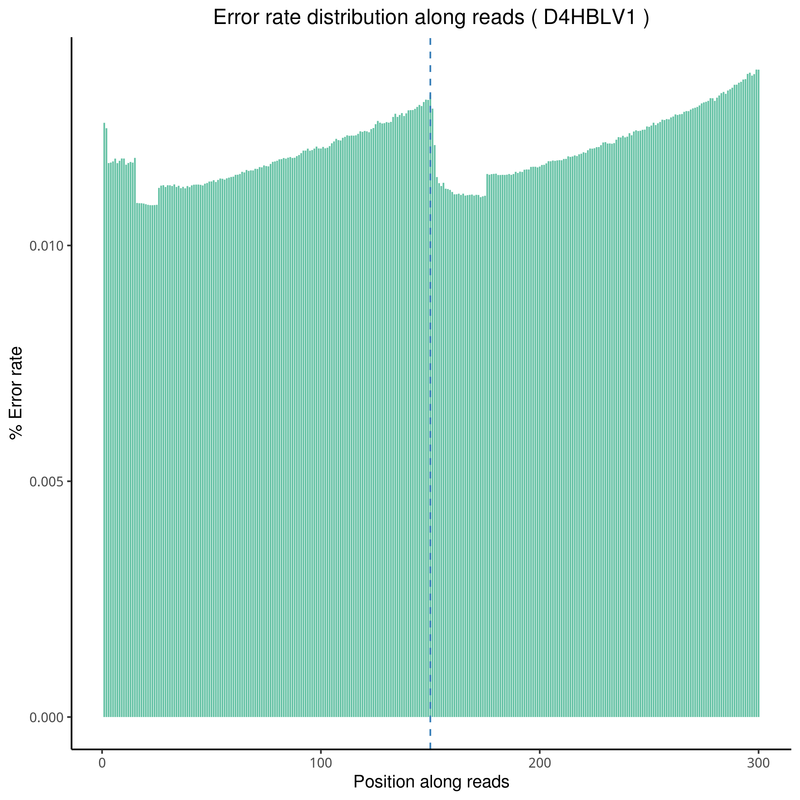 Error rate distribution along reads ( D4HBLV1 )
% Error rate
0.010
0.005
0.000
0 100 200 300
Position along reads